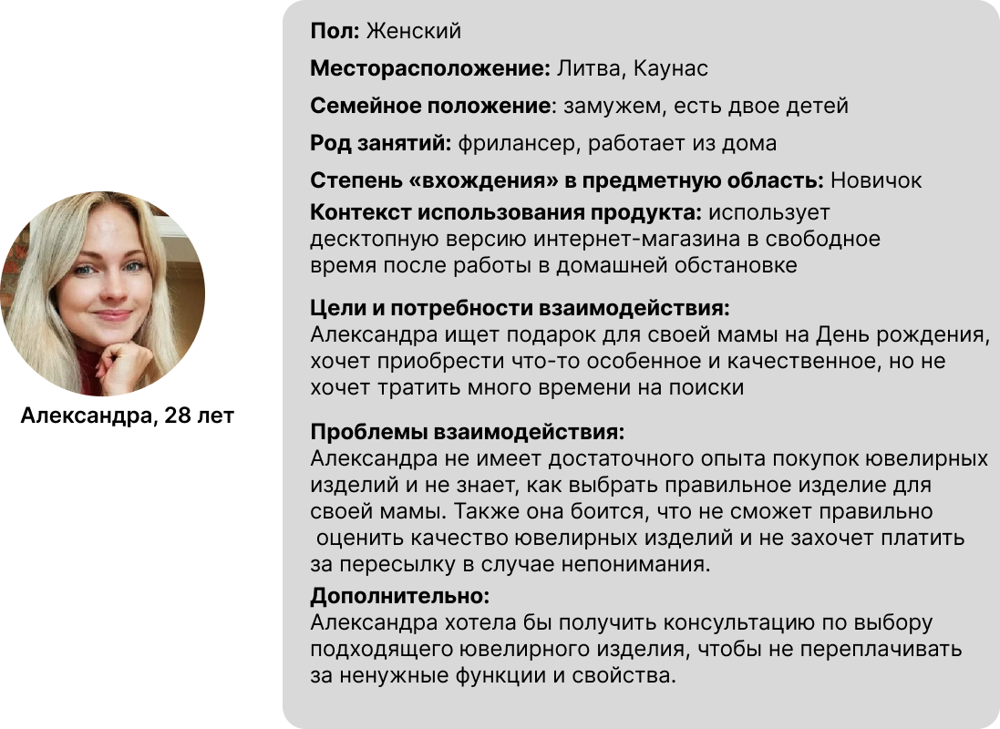 Александра, 28 лет
Пол: Женский
Месторасположение: Литва, Каунас
Семейное положение: замужем, есть двое детей
Род занятий: фрилансер, работает из дома
Степень «вхождения» в предметную область: Новичок
Контекст использования продукта: использует
десктопную версию интернет-магазина в свободное
время после работы в домашней обстановке
Цели и потребности взаимодействия:
Александра ищет подарок для своей мамы на День рождения,
хочет приобрести что-то особенное и качественное, но не
хочет тратить много времени на поиски
Проблемы взаимодействия:
Александра не имеет достаточного опыта покупок ювелирных
изделий и не знает, как выбрать правильное изделие для
своей мамы. Также она боится, что не сможет правильно
оценить качество ювелирных изделий и не захочет платить
за пересылку в случае непонимания.
Дополнительно:
Александра хотела бы получить консультацию по выбору
подходящего ювелирного изделия, чтобы не переплачивать
за ненужные функции и свойства.